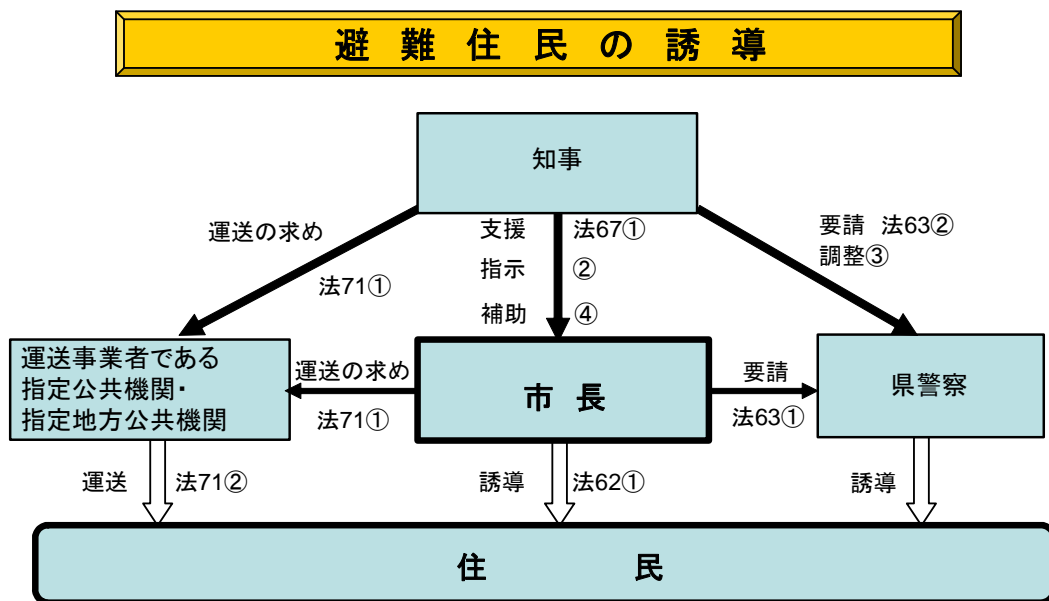 避難住民の誘導
知事
運送の求め
法71①
支援 法67①
指示 ②
補助 ④
要請 法63②
調整③
運送事業者である
指定公共機関・
指定地方公共機関
運送の求め
法71①
市長
要請
法63①
県警察
運送 法71②
誘導 法62①
誘導
住民